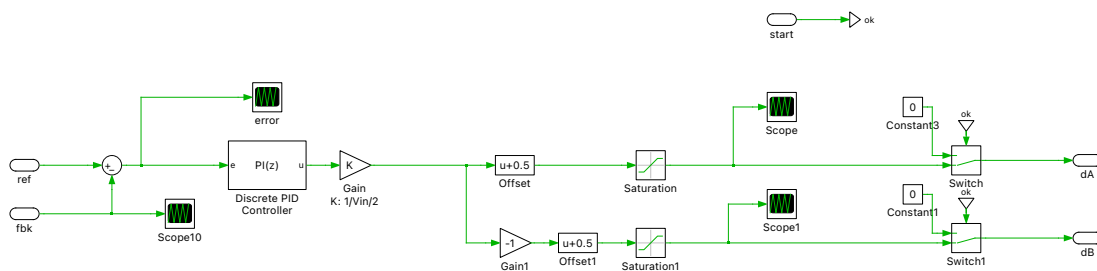 start
ok
error
Scope
0
Constant3
ok
ref
+
−
e
PI(z)
u
Discrete PID
Controller
K
Gain
K: 1/Vin/2
u+0.5
Offset
Saturation
Switch
dA
fbk
Scope10
Scope1
0
Constant1
ok
-1
Gain1
u+0.5
Offset1
Saturation1
Switch1
dB